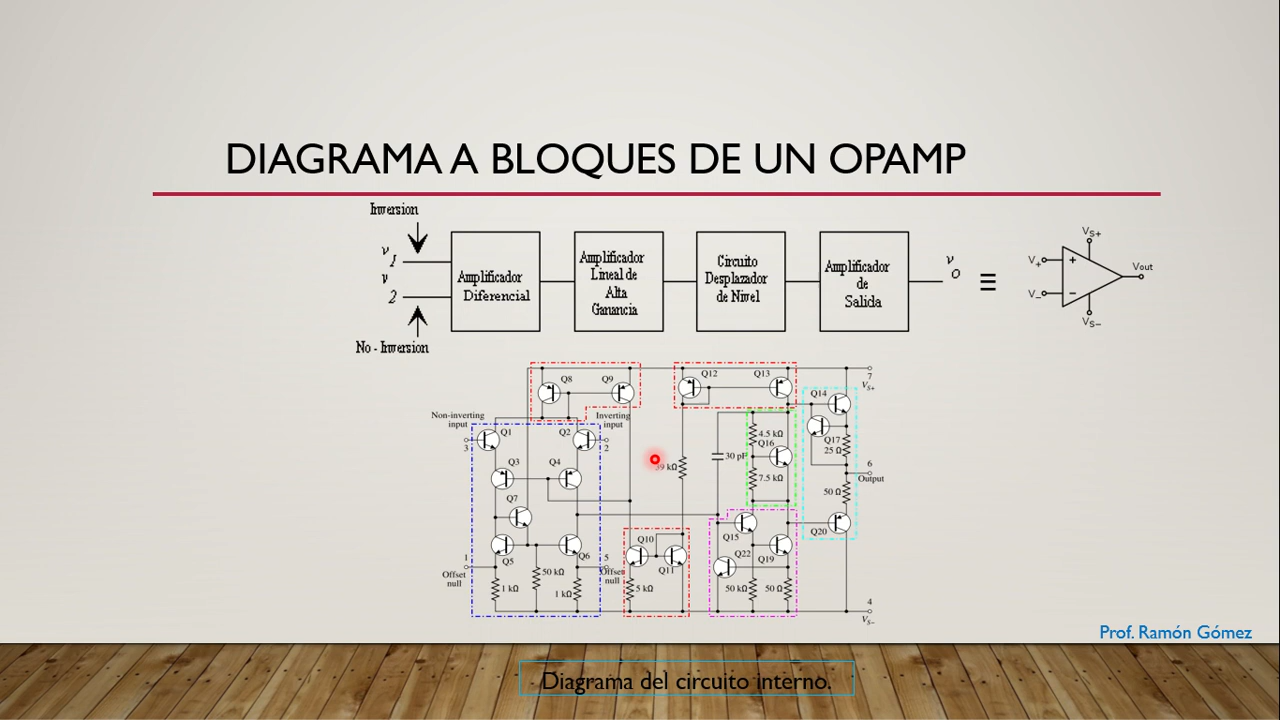 DIAGRAMA A BLOQUES DE UN OPAMP
Inversion
v
1
v
2
No - Inversion
Amplificador
Diferencial
Amplificador
Lineal de
Alta
Ganancia
Circuito
Desplazador
de Nivel
Amplificador
de
Salida
v
O
≡
VS+
V+
+
V−
−
Vout
VS−
Q8
Q9
Q12
Q13
7
VS+
Q14
Non-inverting
input
3
Q1
Q2
Inverting
input
2
Q3
Q4
Q7
4.5 kΩ
Q16
7.5 kΩ
30 pF
Q17
25 Ω
6
Output
50 Ω
Q20
Q15
Q10
Q11
Q22
Q19
1
Offset
null
Q5
Q6
5
Offset
null
1 kΩ
50 kΩ
1 kΩ
5 kΩ
50 kΩ
50 Ω
4
VS−
Prof. Ramón Gómez
Diagrama del circuito interno.